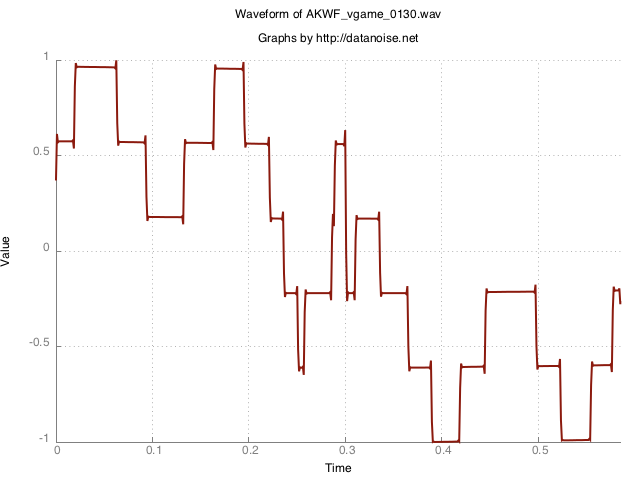 Waveform of AKWF_vgame_0130.wav
Graphs by http://datanoise.net
1
0.5
0
-0.5
-1
Value
0 0.1 0.2 0.3 0.4 0.5
Time